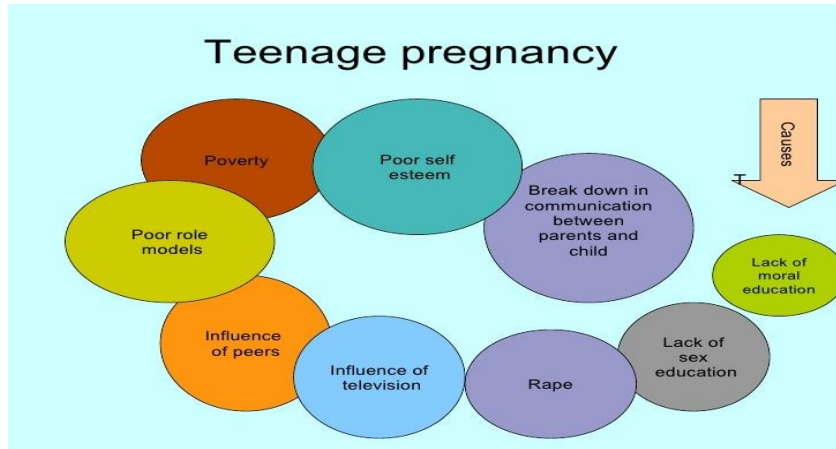 Teenage pregnancy
Causes
T
Poverty
Poor self
esteem
Break down in
communication
between
parents and
child
Poor role
models
Lack of
moral
education
Influence
of peers
Influence of
television
Rape
Lack of
sex
education